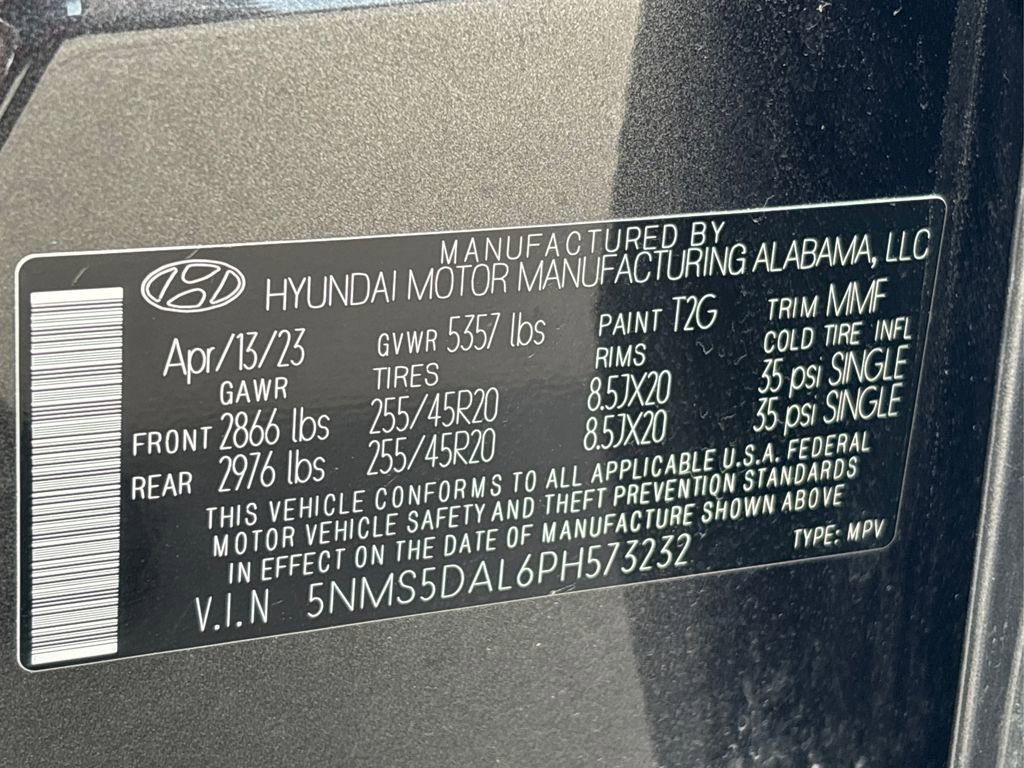 MANUFACTURED BY
HYUNDAI MOTOR MANUFACTURING ALABAMA, LLC
Apr/13/23 GVWR 5357 lbs PAINT T2G TRIM MMF
GAWR TIRES RIMS COLD TIRE INFL
FRONT 2866 lbs 255/45R20 8.5JX20 35 psi SINGLE
REAR 2976 lbs 255/45R20 8.5JX20 35 psi SINGLE
THIS VEHICLE CONFORMS TO ALL APPLICABLE U.S.A. FEDERAL
MOTOR VEHICLE SAFETY AND THEFT PREVENTION STANDARDS
IN EFFECT ON THE DATE OF MANUFACTURE SHOWN ABOVE
V.I.N 5NMS5DAL6PH573232 TYPE: MPV